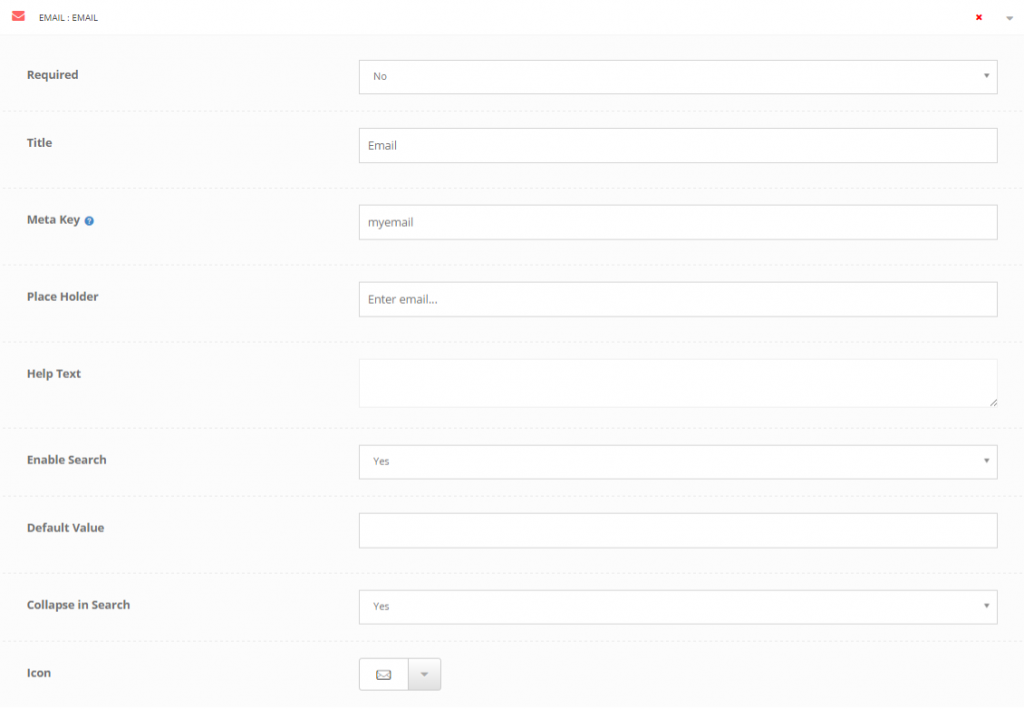 EMAIL : EMAIL
Required
No
Title
Email
Meta Key
myemail
Place Holder
Enter email...
Help Text
Enable Search
Yes
Default Value
Collapse in Search
Yes
Icon